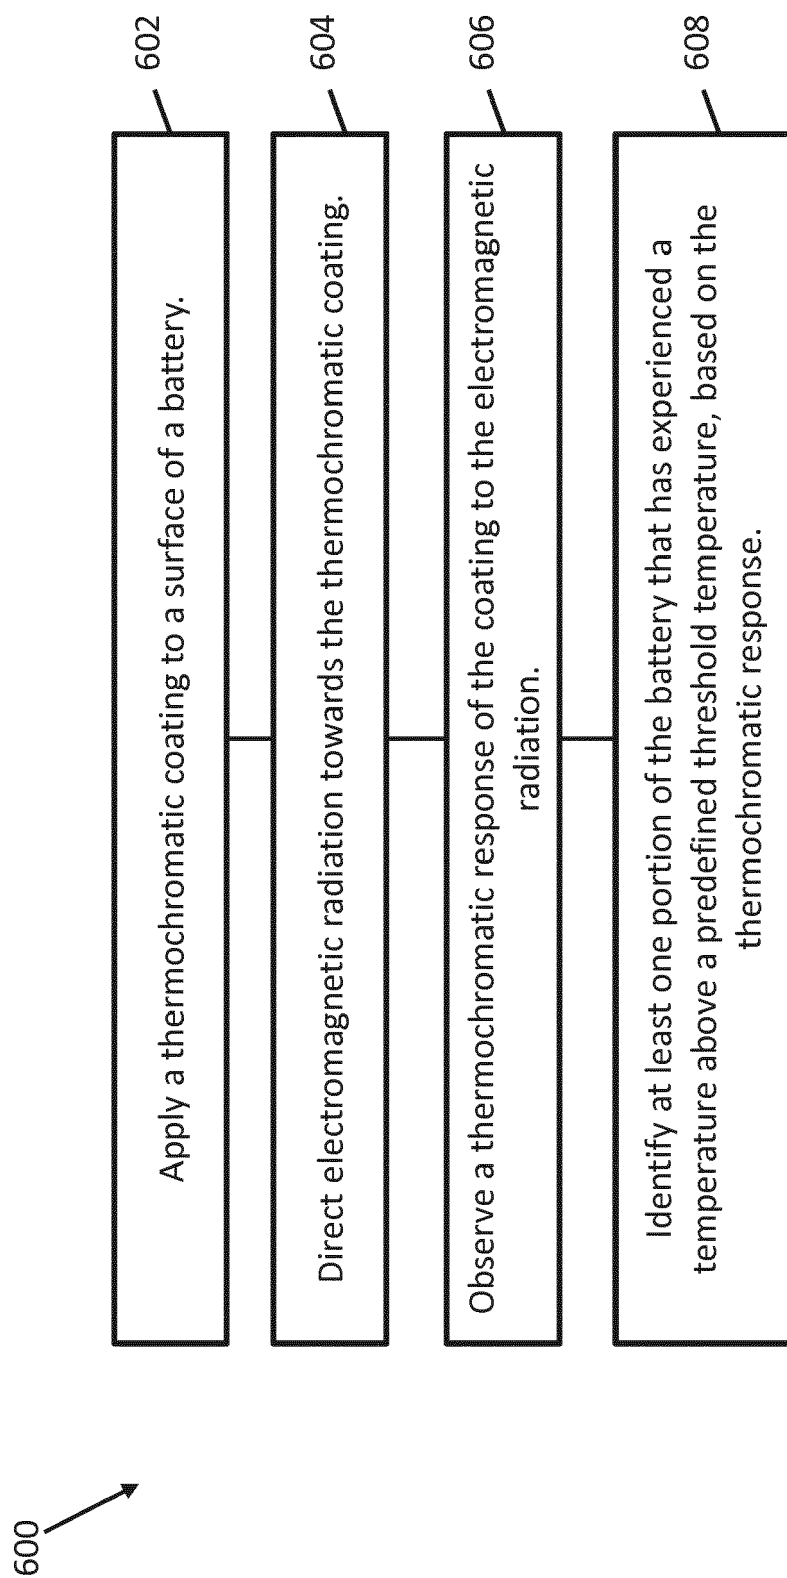 600
602
Apply a thermochromatic coating to a surface of a battery.
604
Direct electromagnetic radiation towards the thermochromatic coating.
606
Observe a thermochromatic response of the coating to the electromagnetic
radiation.
608
Identify at least one portion of the battery that has experienced a
temperature above a predefined threshold temperature, based on the
thermochromatic response.